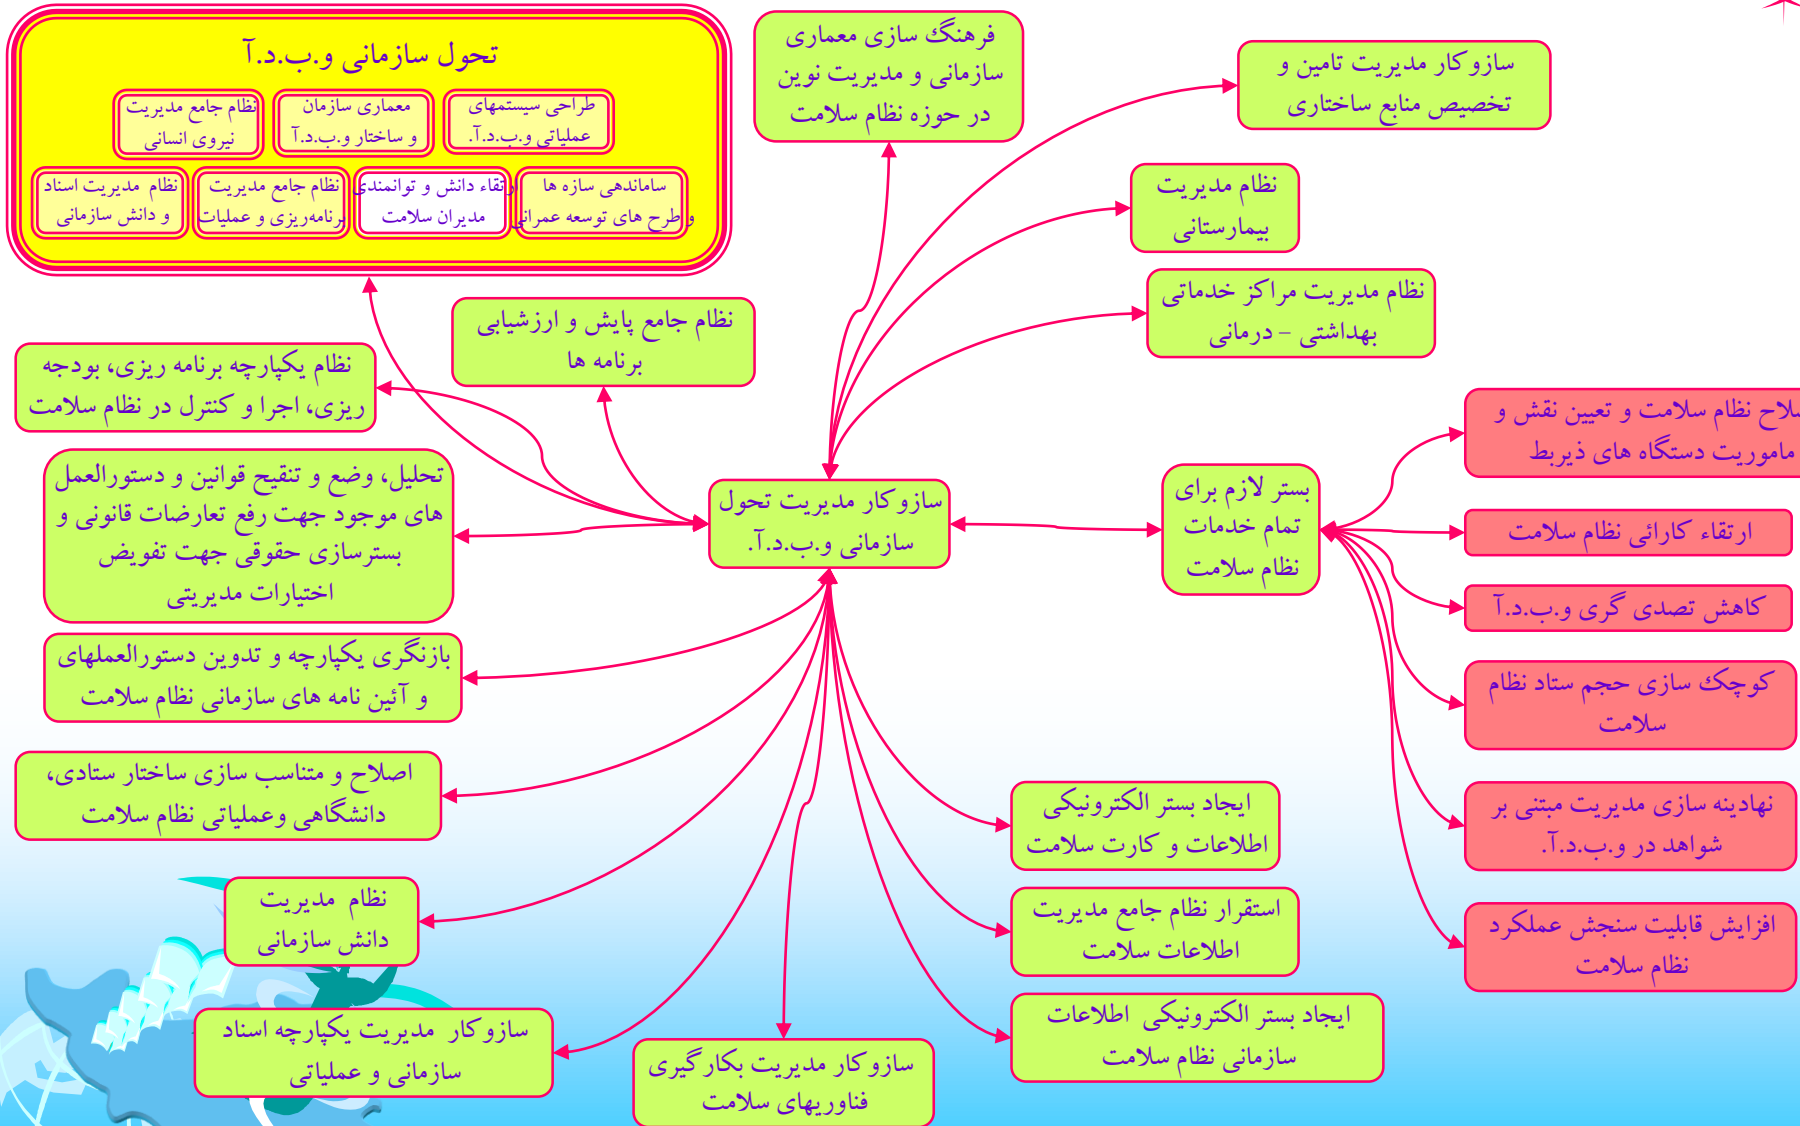 تحول سازمانی و.ب.د.آ
طراحی سیستمهای
عملیاتی و.ب.د.آ.
معماری سازمان
و ساختار و.ب.د.آ
نظام جامع مدیریت
نیروی انسانی
ساماندهی سازه ها
و طرح های توسعه عمرانی
ارتقاء دانش و توانمندی
مدیران سلامت
نظام جامع مدیریت
برنامه‌ریزی و عملیات
نظام مدیریت اسناد
و دانش سازمانی
فرهنگ سازی معماری
سازمانی و مدیریت نوین
در حوزه نظام سلامت
سازوکار مدیریت تامین و
تخصیص منابع ساختاری
نظام مدیریت
بیمارستانی
نظام مدیریت مراکز خدماتی
بهداشتی – درمانی
نظام جامع پایش و ارزشیابی
برنامه ها
نظام یکپارچه برنامه ریزی، بودجه
ریزی، اجرا و کنترل در نظام سلامت
تحلیل، وضع و تنقیح قوانین و دستورالعمل
های موجود جهت رفع تعارضات قانونی و
بسترسازی حقوقی جهت تفویض
اختیارات مدیریتی
سازوکار مدیریت تحول
سازمانی و.ب.د.آ.
بستر لازم برای
تمام خدمات
نظام سلامت
نظام سلامت و تعیین نقش و
ماموریت دستگاه های ذیربط
ارتقاء کارائی نظام سلامت
کاهش تصدی گری و.ب.د.آ
کوچک سازی حجم ستاد نظام
سلامت
نهادینه سازی مدیریت مبتنی بر
شواهد در و.ب.د.آ.
افزایش قابلیت سنجش عملکرد
نظام سلامت
بازنگری یکپارچه و تدوین دستورالعملهای
و آئین نامه های سازمانی نظام سلامت
اصلاح و متناسب سازی ساختار ستادی،
دانشگاهی وعملیاتی نظام سلامت
نظام مدیریت
دانش سازمانی
سازوکار مدیریت یکپارچه اسناد
سازمانی و عملیاتی
سازوکار مدیریت بکارگیری
فناوریهای سلامت
ایجاد بستر الکترونیکی
اطلاعات و کارت سلامت
استقرار نظام جامع مدیریت
اطلاعات سلامت
ایجاد بستر الکترونیکی اطلاعات
سازمانی نظام سلامت